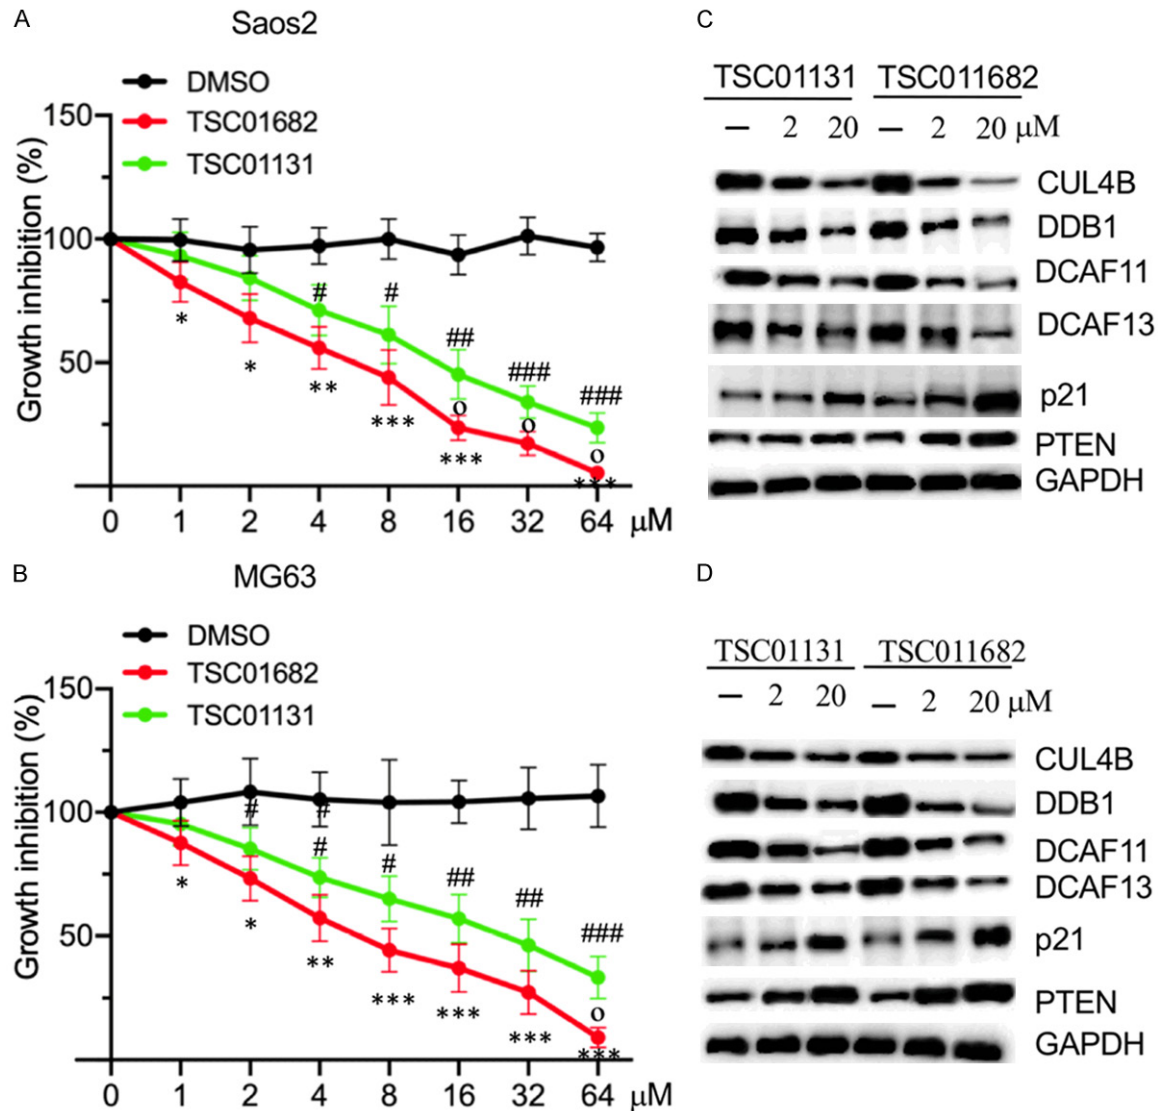 A
Saos2
DMSO
TSC01682
TSC01131
Growth inhibition (%)
150
100
50
# #
## ### ###
* * ** *** *** ***
o o o
0 1 2 4 8 16 32 64 μM
B
MG63
DMSO
TSC01682
TSC01131
Growth inhibition (%)
150
100
50
# #
# # ## ## ###
* * ** *** *** *** ***
o
0 1 2 4 8 16 32 64 μM
C
TSC01131 TSC011682
– 2 20 – 2 20 μM
CUL4B
DDB1
DCAF11
DCAF13
p21
PTEN
GAPDH
D
TSC01131 TSC011682
– 2 20 – 2 20 μM
CUL4B
DDB1
DCAF11
DCAF13
p21
PTEN
GAPDH